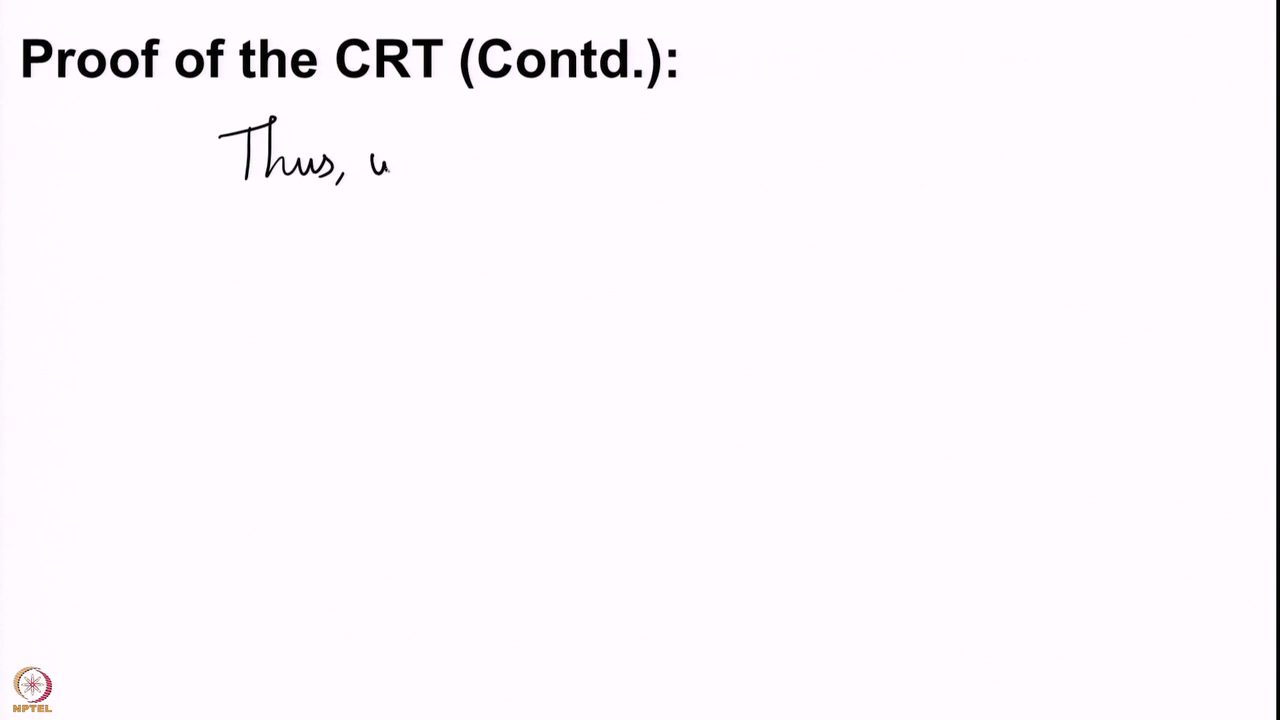 Proof of the CRT (Contd.):
Thus, u
NPTEL